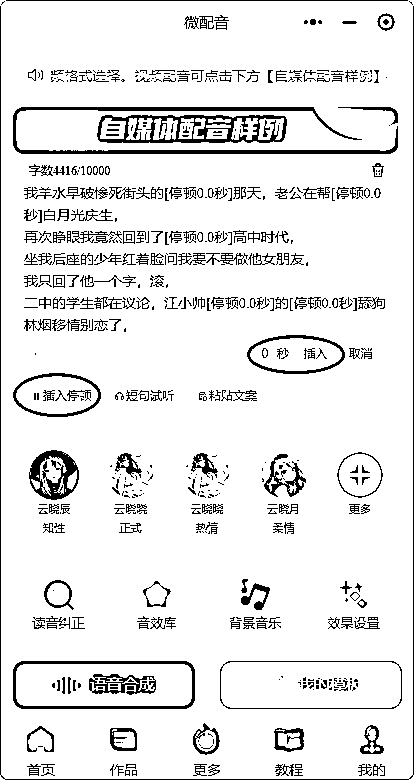 微配音
频格式选择。视频配音可点击下方【自媒体配音样例】
自媒体配音样例
字数4416/10000
我羊水早破惨死街头的[停顿0.0秒]那天，老公在帮[停顿0.0
秒]白月光庆生，
再次睁眼我竟然回到了[停顿0.0秒]高中时代，
坐我后座的少年红着脸问我要不要做他女朋友，
我只回了他一个字，滚，
二中的学生都在议论，江小帅[停顿0.0秒]的[停顿0.0秒]舔狗
林烟移情别恋了，
0 秒 插入 取消
插入停顿 短句试听 粘贴文案
云晓辰 云晓晓 云晓晓 云晓月 更多
知性 正式 热情 柔情
读音纠正 音效库 背景音乐 效果设置
语音合成 我的模板
首页 作品 更多 教程 我的